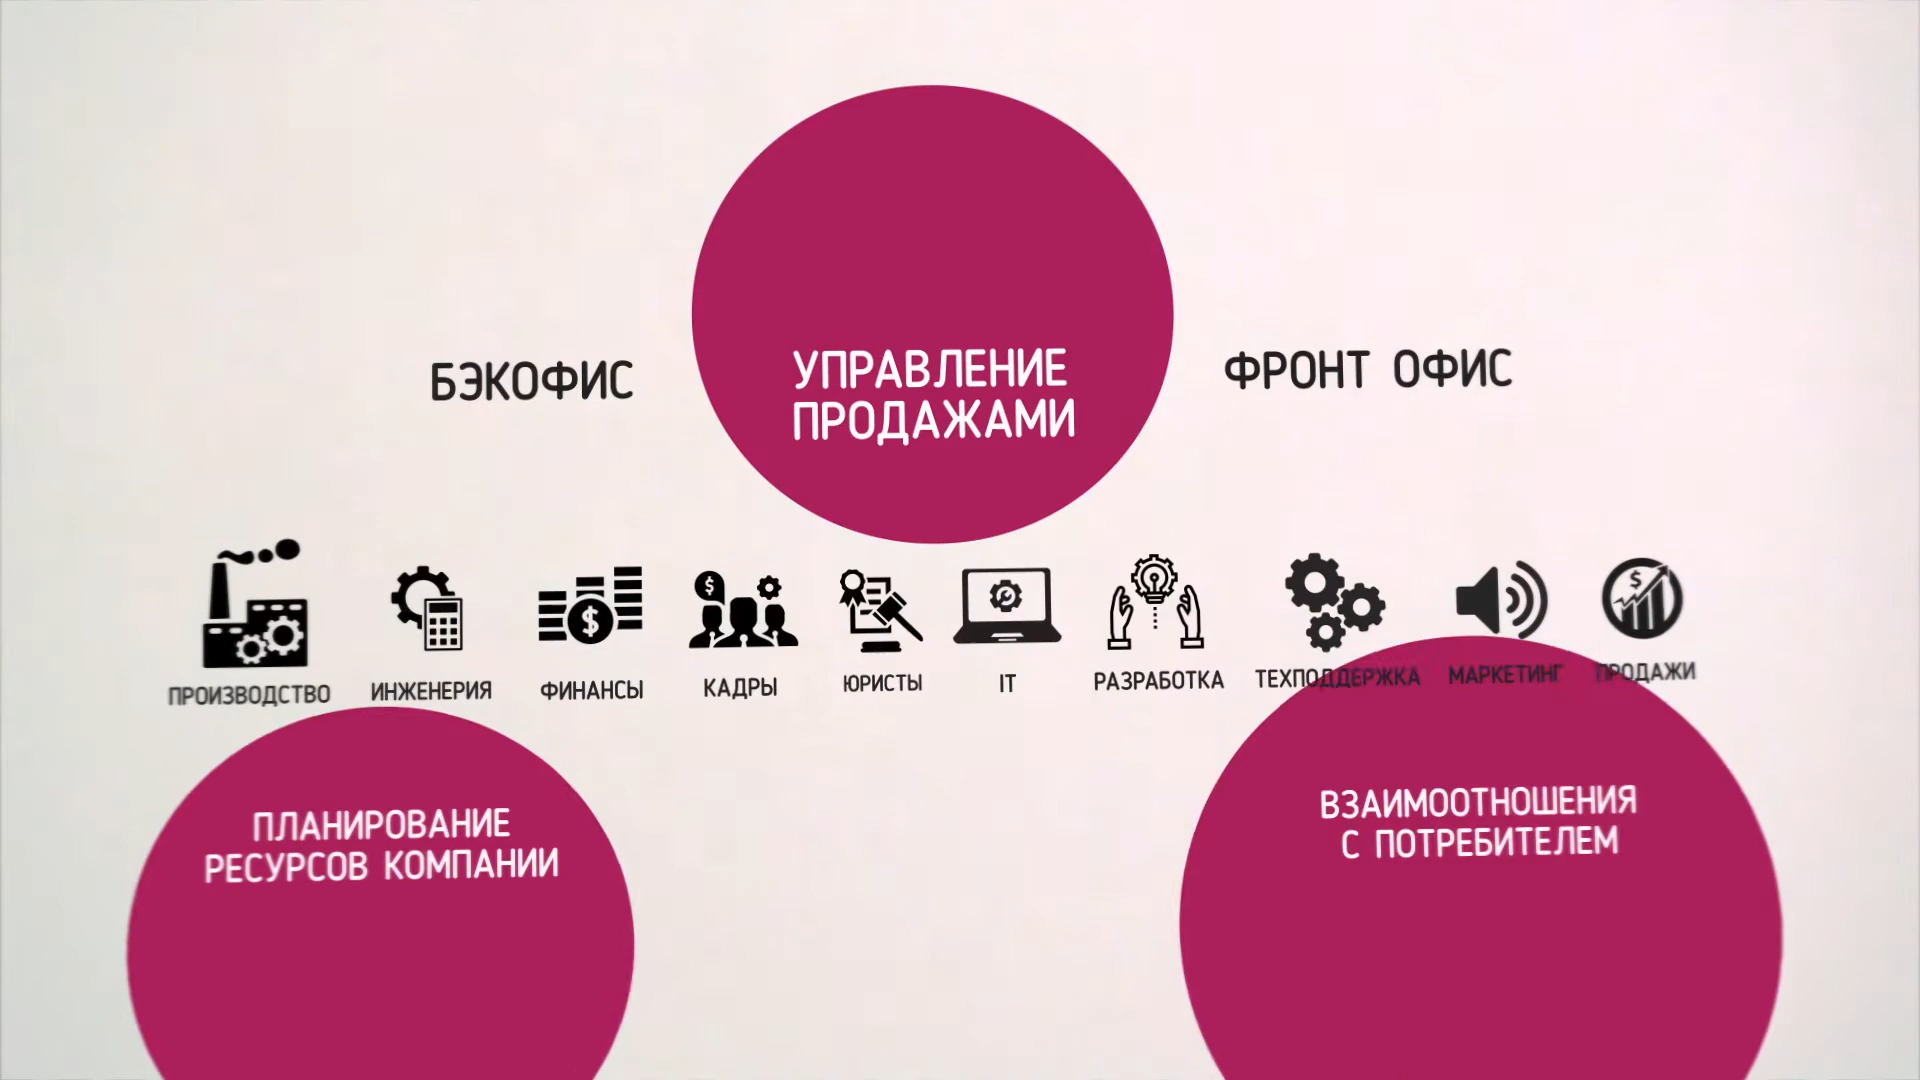 УПРАВЛЕНИЕ
ПРОДАЖАМИ
БЭКОФИС
ФРОНТ ОФИС
ПРОИЗВОДСТВО
ИНЖЕНЕРИЯ
ФИНАНСЫ
КАДРЫ
ЮРИСТЫ
IT
РАЗРАБОТКА
ТЕХПОДДЕРЖКА
МАРКЕТИНГ
ПРОДАЖИ
ПЛАНИРОВАНИЕ
РЕСУРСОВ КОМПАНИИ
ВЗАИМООТНОШЕНИЯ
С ПОТРЕБИТЕЛЕМ